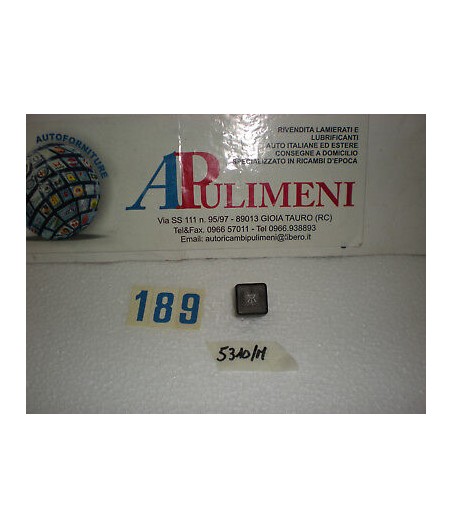 AUTOFORNITURE
RIVENDITA LAMIERATI E
LUBRIFICANTI
AUTO ITALIANE ED ESTERE
CONSEGNE A DOMICILIO
SPECIALIZZATO IN RICAMBI D'EPOCA
APULIMENI
Via SS 111 n. 95/97 - 89013 GIOIA TAURO (RC)
Tel&Fax. 0966 57011 - Tel 0966.938893
Email: autoricambipulimeni@libero.it
189
5310/M